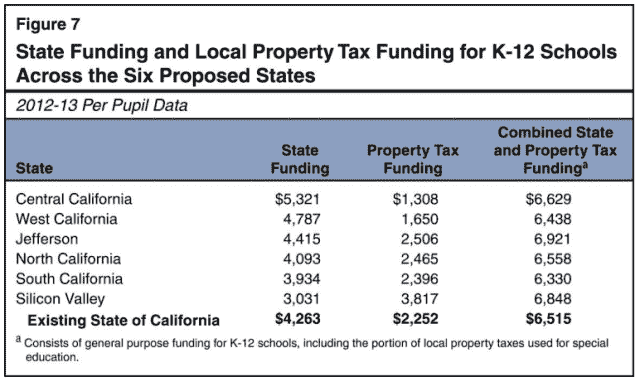 Figure 7
State Funding and Local Property Tax Funding for K-12 Schools
Across the Six Proposed States
2012-13 Per Pupil Data
State State Funding Property Tax Funding Combined State and Property Tax Fundingᵃ
Central California $5,321 $1,308 $6,629
West California 4,787 1,650 6,438
Jefferson 4,415 2,506 6,921
North California 4,093 2,465 6,558
South California 3,934 2,396 6,330
Silicon Valley 3,031 3,817 6,848
Existing State of California $4,263 $2,252 $6,515
ᵃ Consists of general purpose funding for K-12 schools, including the portion of local property taxes used for special
education.